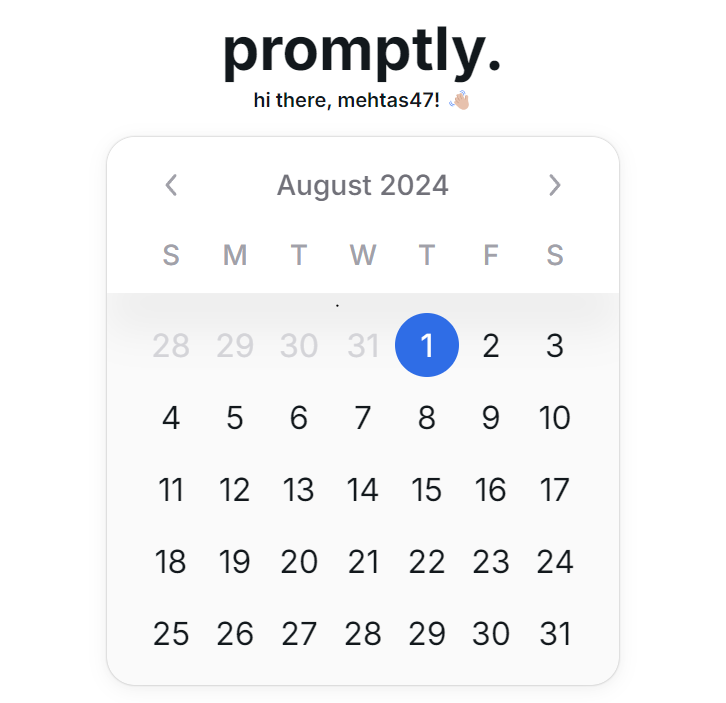 promptly.
hi there, mehtas47! 👋🏼
August 2024
S M T W T F S
28 29 30 31 1 2 3
4 5 6 7 8 9 10
11 12 13 14 15 16 17
18 19 20 21 22 23 24
25 26 27 28 29 30 31